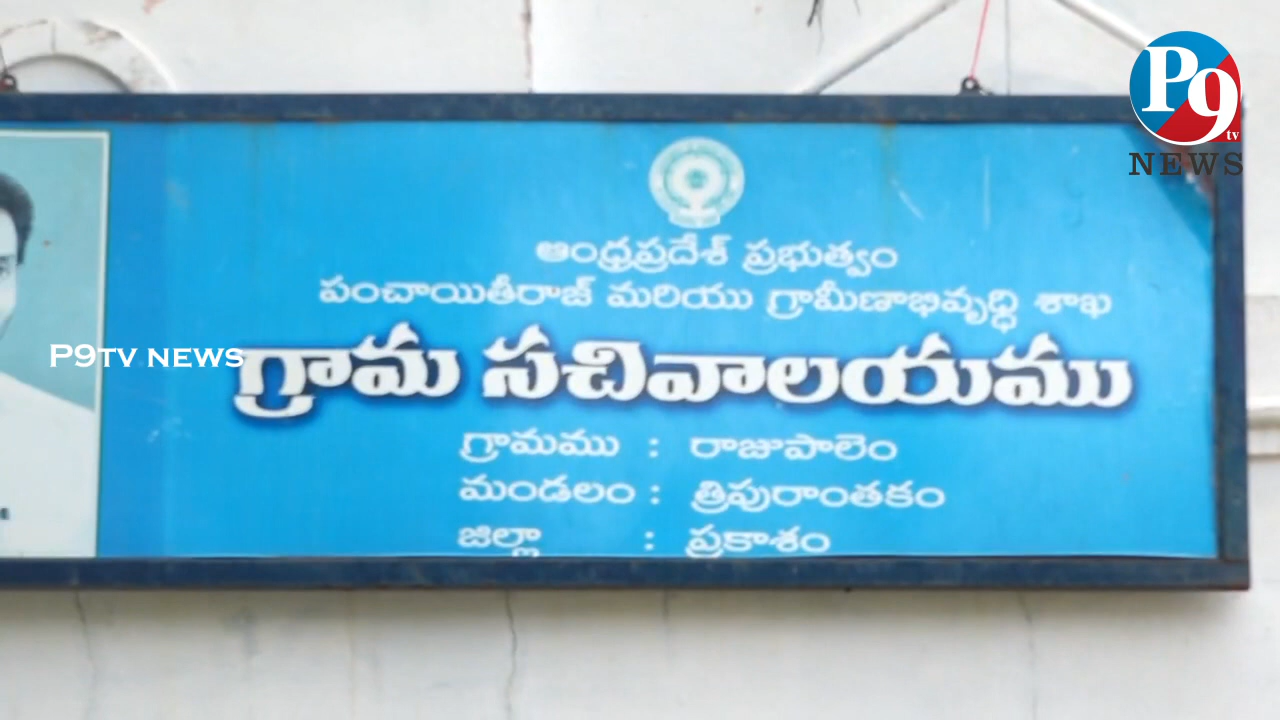 P9
tv
NEWS
ఆంధ్రప్రదేశ్ ప్రభుత్వం
పంచాయితీరాజ్ మరియు గ్రామీణాభివృద్ధి శాఖ
P9TV NEWS
గ్రామ సచివాలయము
గ్రామము : రాజుపాలెం
మండలం : త్రిపురాంతకం
జిల్లా : ప్రకాశం